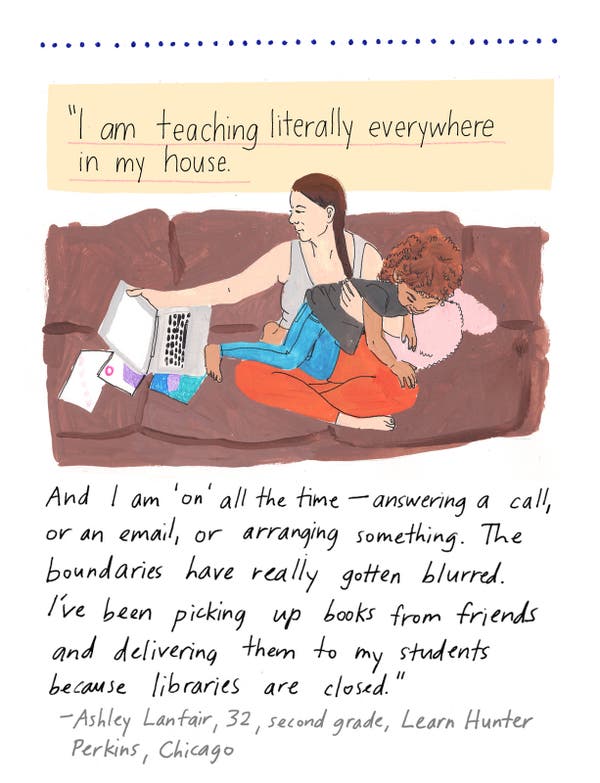 "I am teaching literally everywhere
in my house.
And I am 'on' all the time – answering a call,
or an email, or arranging something. The
boundaries have really gotten blurred.
I've been picking up books from friends
and delivering them to my students
because libraries are closed."
– Ashley Lanfair, 32, second grade, Learn Hunter
Perkins, Chicago